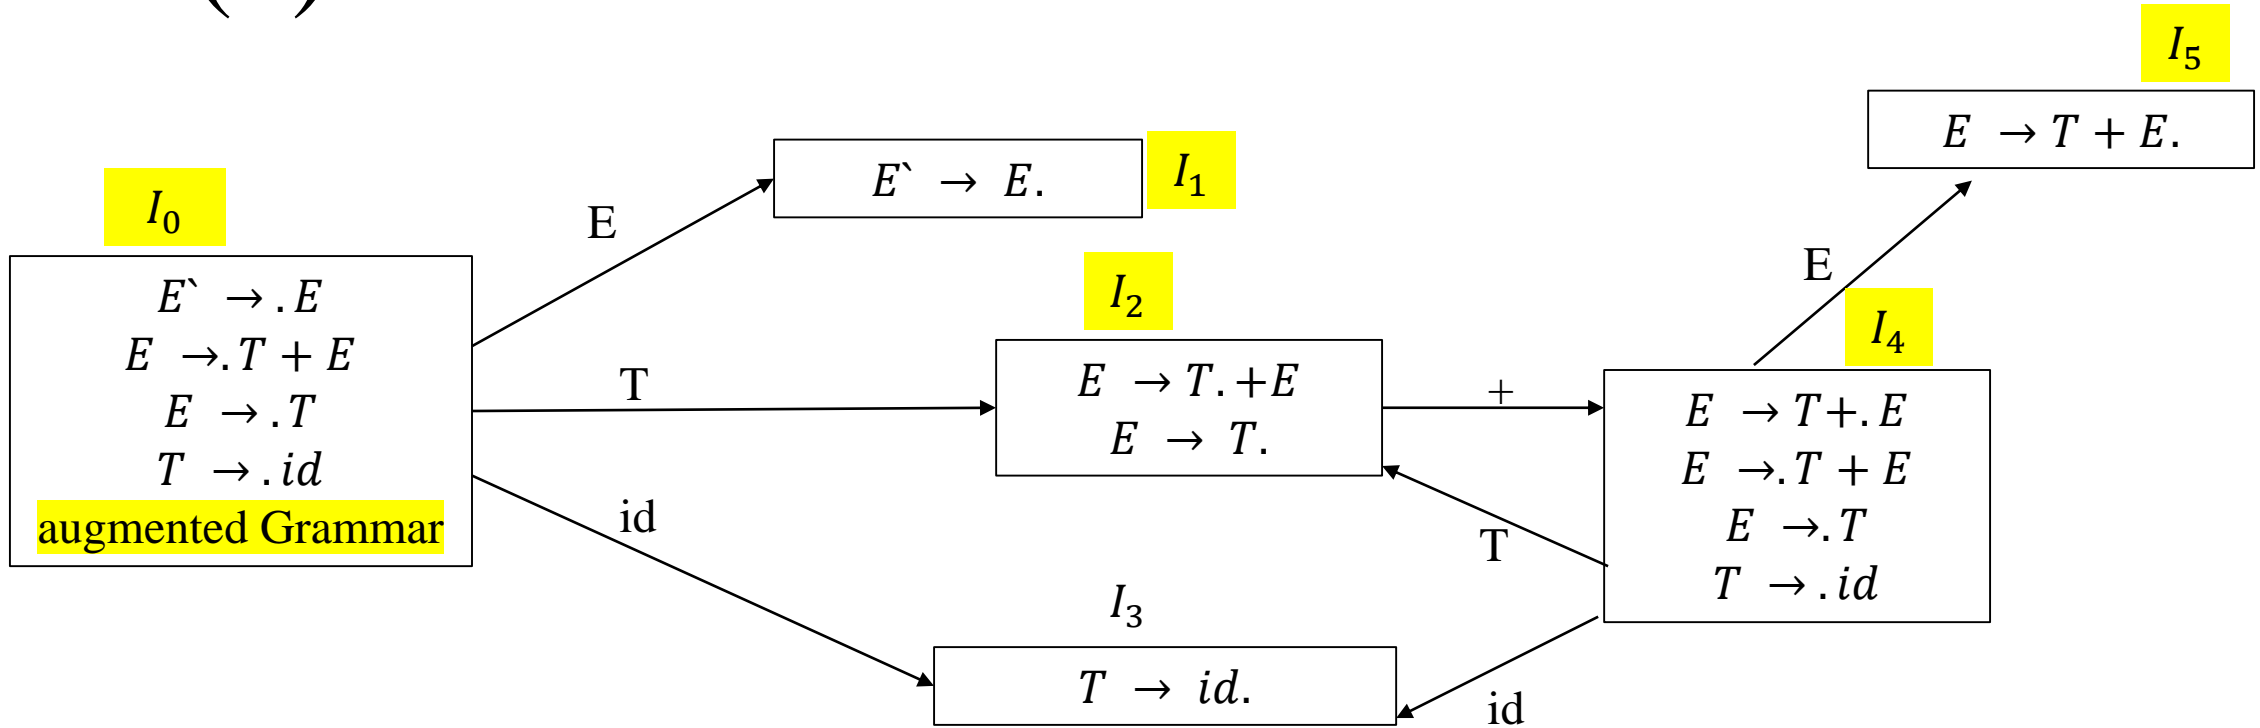 I₅
E → T + E.
E` → E.
I₁
I₀
E
E
E` → . E
E →. T + E
E → . T
T → . id
augmented Grammar
I₂
I₄
T
E → T. +E
E → T.
+
E → T+. E
E →. T + E
E →. T
T → . id
id
T
I₃
T → id.
id